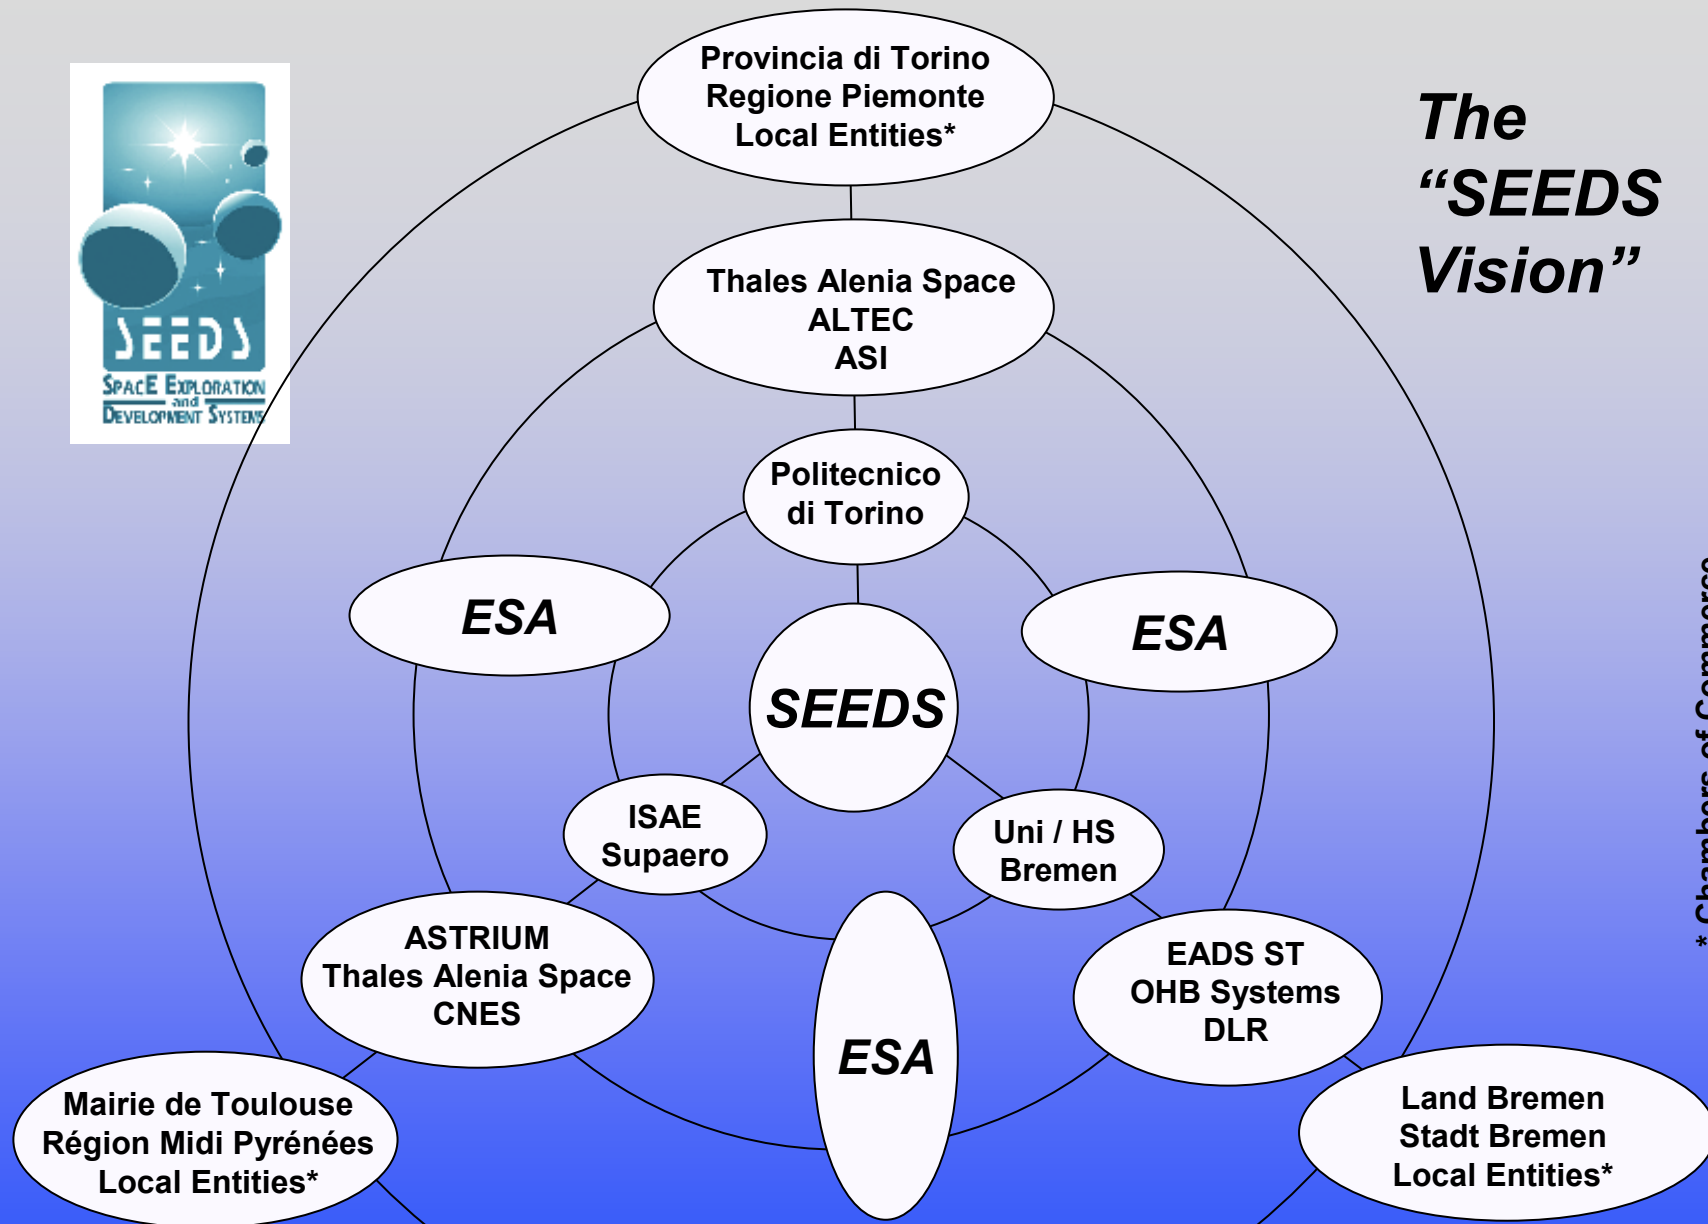 Provincia di Torino
Regione Piemonte
Local Entities*
The
“SEEDS
Vision”
SEEDS
SPACE EXPLORATION
and
DEVELOPMENT SYSTEMS
Thales Alenia Space
ALTEC
ASI
Politecnico
di Torino
ESA
ESA
SEEDS
ISAE
Supaero
Uni / HS
Bremen
ASTRIUM
Thales Alenia Space
CNES
EADS ST
OHB Systems
DLR
ESA
Mairie de Toulouse
Région Midi Pyrénées
Local Entities*
Land Bremen
Stadt Bremen
Local Entities*
* Chambers of Commerce